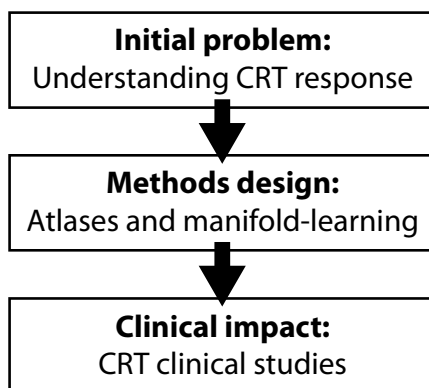 Initial problem:
Understanding CRT response
Methods design:
Atlases and manifold-learning
Clinical impact:
CRT clinical studies